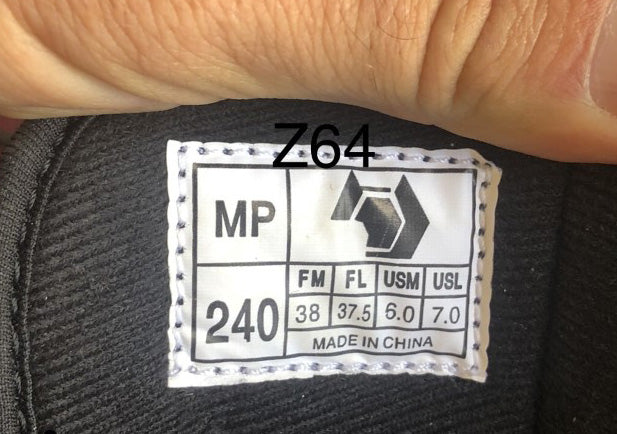 Z64
MP
FM FL USM USL
240
38 37.5 6.0 7.0
MADE IN CHINA